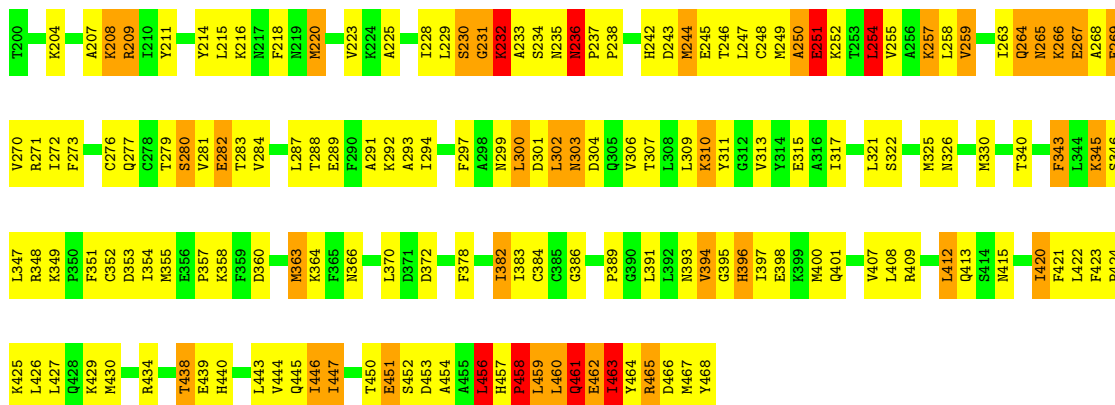 T200 K204 A207 K208 R209 I210 Y211 Y214 L215 K216 N217 F218 N219 M220 V223 K224 A225 I228 L229 S230 G231 K232 A233 S234 N235 N236 P237 P238 H242 D243 M244 E245 T246 L247 C248 M249 A250 E251 K252 T253 L254 V255 A256 K257 L258 V259 I263 Q264 N265 K266 E267 A268
V270 R271 I272 F273 C276 Q277 C278 T279 S280 V281 E282 T283 V284 L287 T288 E289 F290 A291 K292 A293 I294 F297 A298 N299 L300 D301 L302 N303 D304 Q305 V306 T307 L308 L309 K310 Y311 G312 V313 Y314 E315 A316 I317 L321 S322 M325 N326 M330 T340 F343 L344 K345 S346
L347 R348 K349 P350 F351 C352 D353 I354 M355 E356 P357 K358 F359 D360 M363 K364 F365 N366 L370 D371 D372 F378 I382 I383 C384 C385 G386 P389 G390 L391 L392 N393 V394 G395 H396 I397 E398 K399 M400 Q401 V407 L408 R409 L412 Q413 S414 N415 I420 F421 L422 F423
K425 L426 L427 Q428 K429 M430 R434 T438 E439 H440 L443 V444 Q445 I446 I447 T450 E451 S452 D453 A454 A455 L456 H457 P458 L459 L460 Q461 E462 I463 Y464 R465 D466 M467 Y468